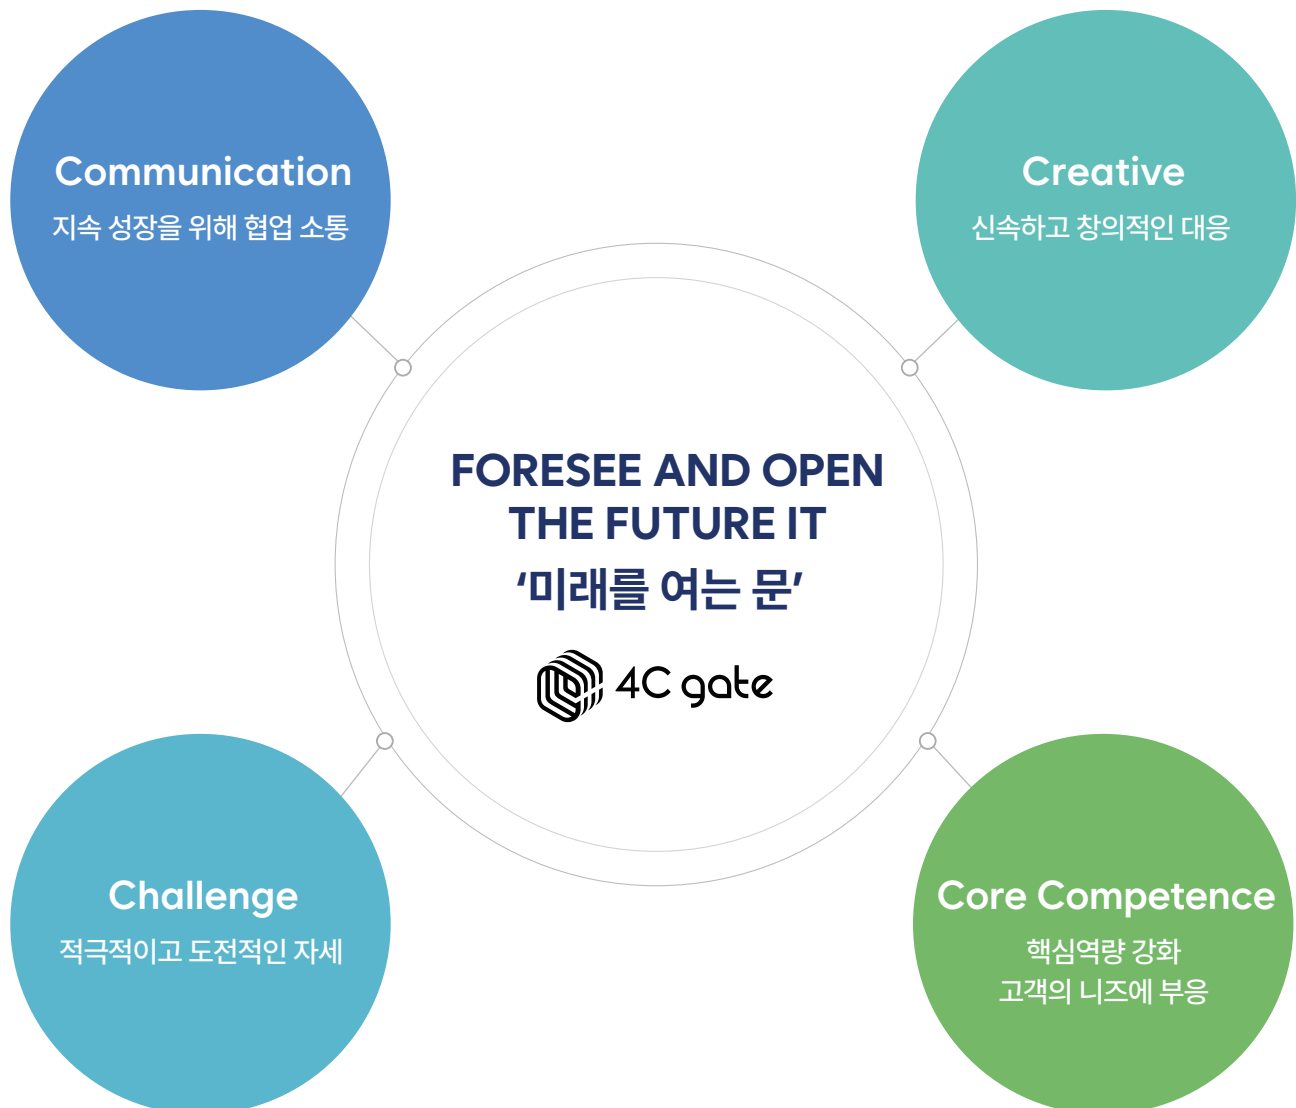 Communication
지속 성장을 위해 협업 소통
Creative
신속하고 창의적인 대응
FORESEE AND OPEN
THE FUTURE IT
‘미래를 여는 문’
4C gate
Challenge
적극적이고 도전적인 자세
Core Competence
핵심역량 강화
고객의 니즈에 부응